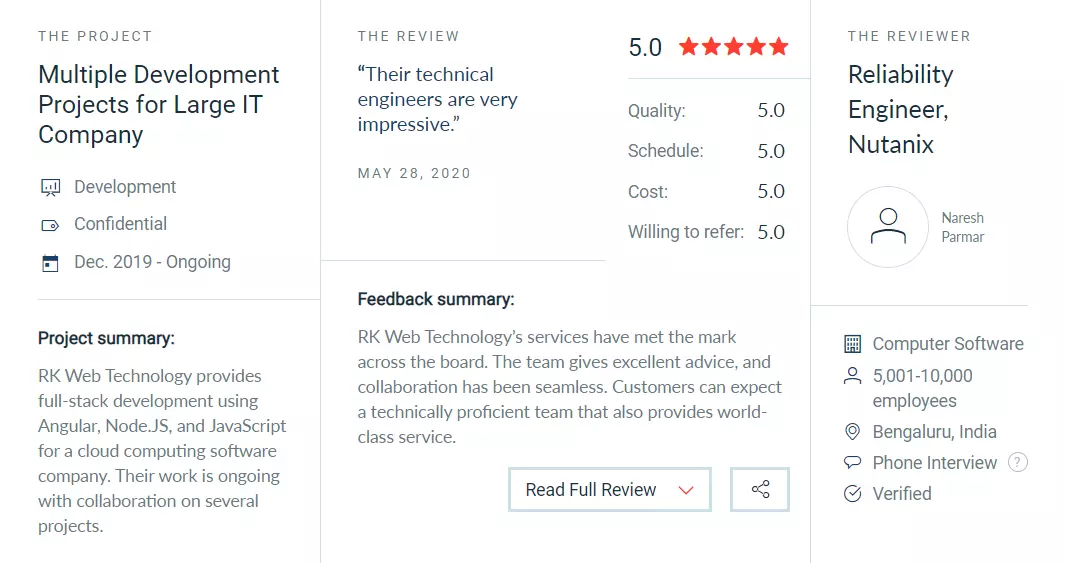 THE PROJECT
Multiple Development
Projects for Large IT
Company
Development
Confidential
Dec. 2019 - Ongoing
Project summary:
RK Web Technology provides
full-stack development using
Angular, Node.JS, and JavaScript
for a cloud computing software
company. Their work is ongoing
with collaboration on several
projects.
THE REVIEW
“Their technical
engineers are very
impressive.”
MAY 28, 2020
5.0
Quality: 5.0
Schedule: 5.0
Cost: 5.0
Willing to refer: 5.0
Feedback summary:
RK Web Technology’s services have met the mark
across the board. The team gives excellent advice, and
collaboration has been seamless. Customers can expect
a technically proficient team that also provides world-
class service.
Read Full Review
THE REVIEWER
Reliability
Engineer,
Nutanix
Naresh
Parmar
Computer Software
5,001-10,000
employees
Bengaluru, India
Phone Interview ?
Verified